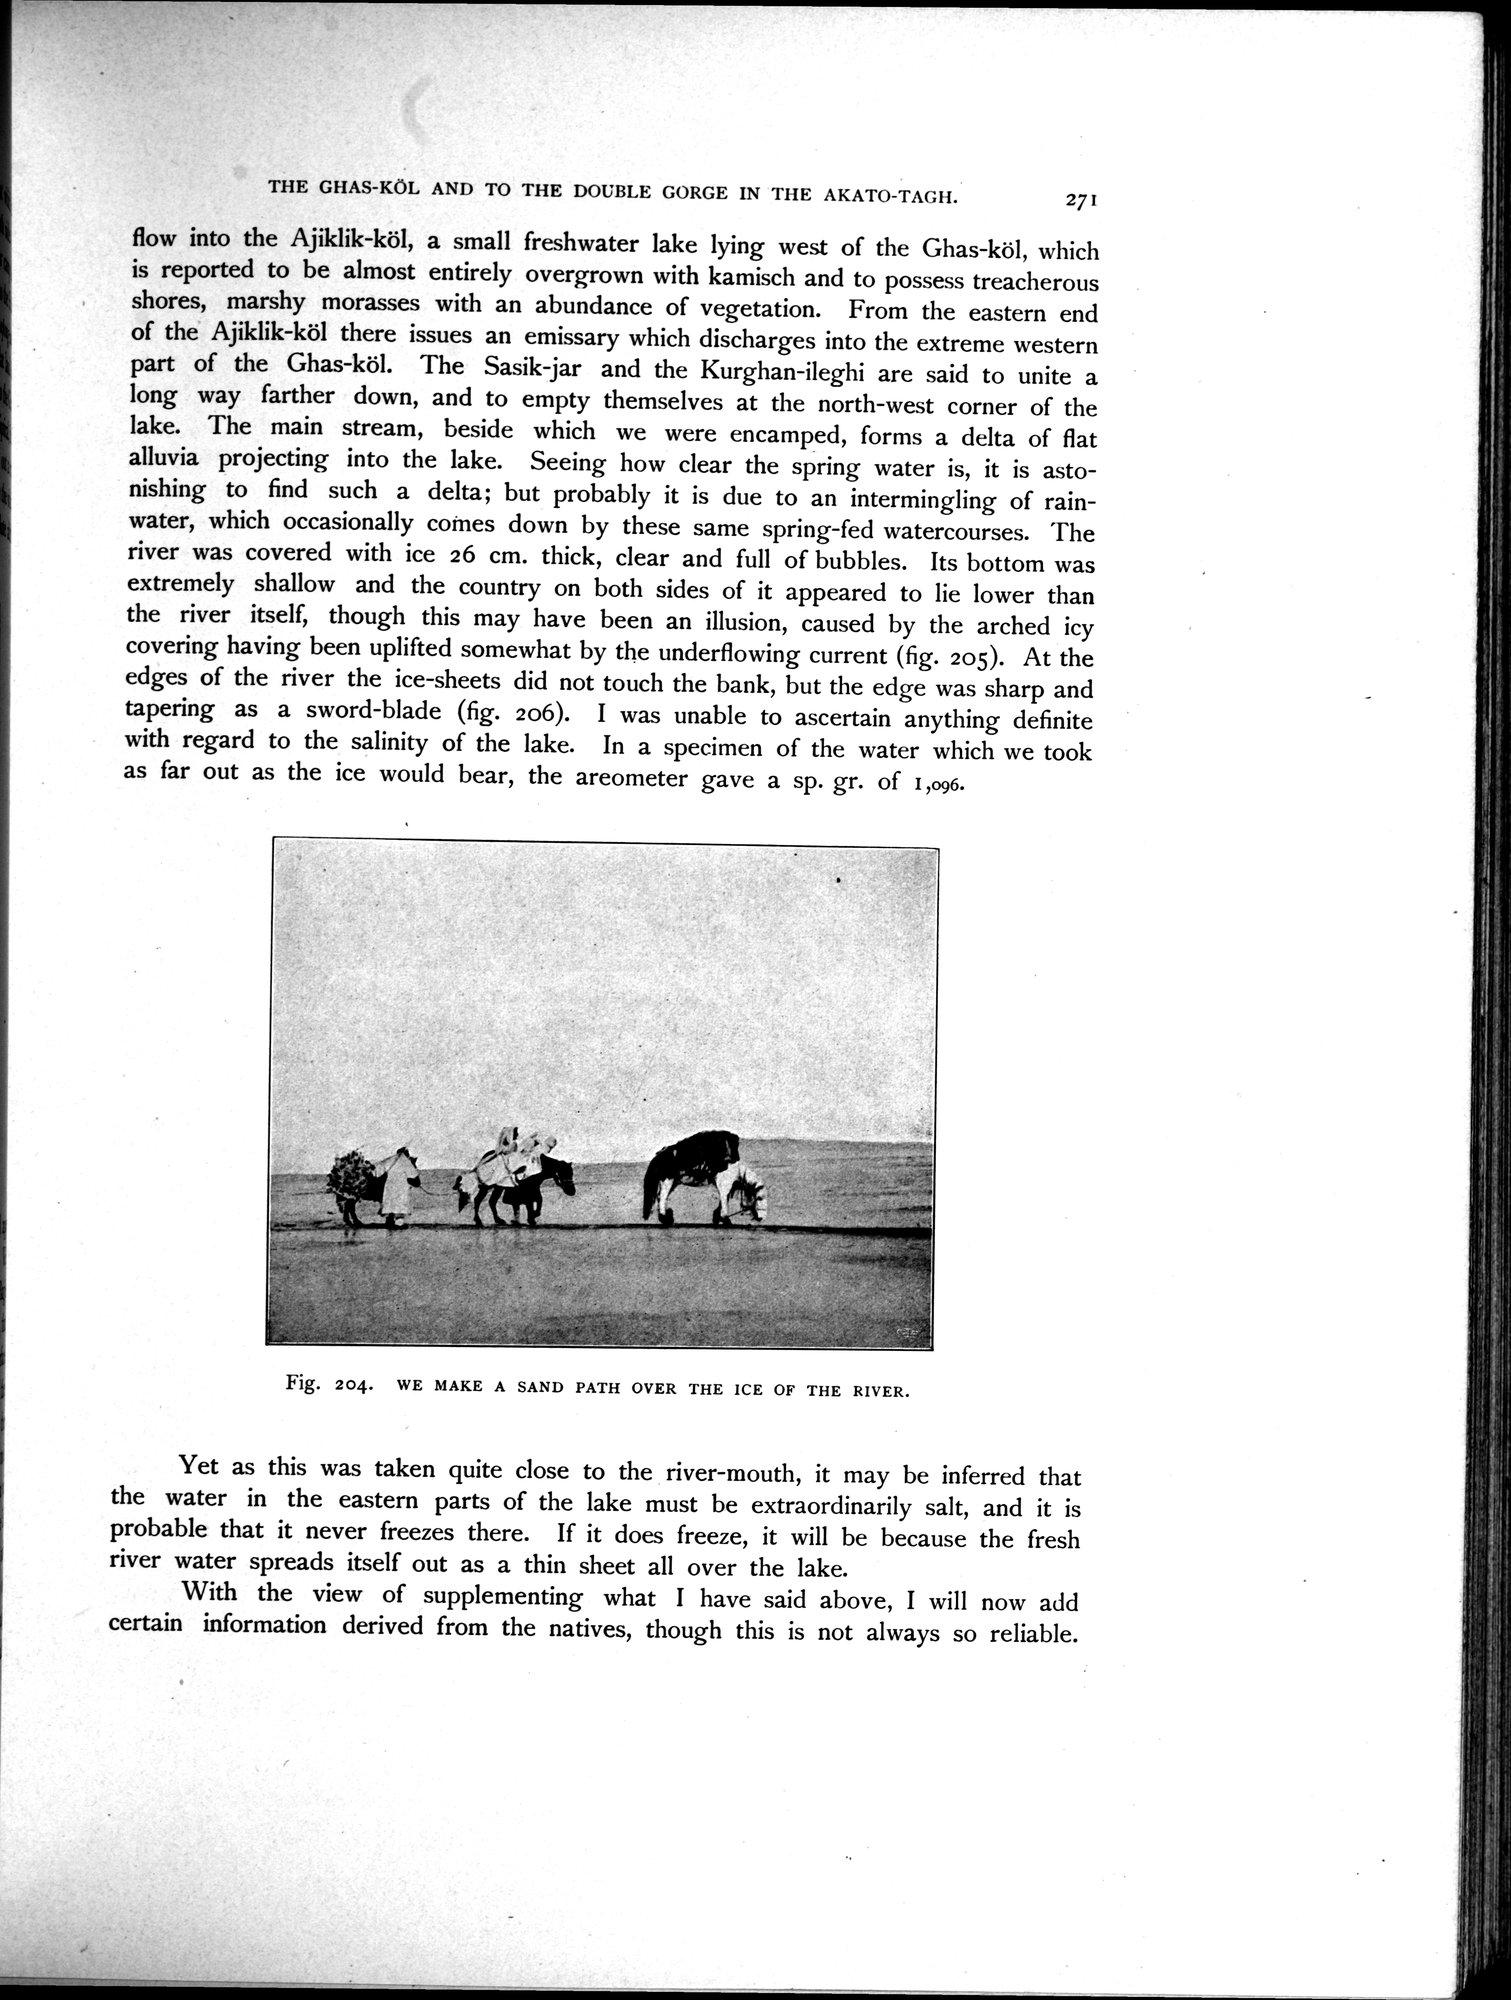 THE GHAS-KÖL AND TO THE DOUBLE GORGE IN THE AKATO-TAGH. 271
flow into the Ajiklik-köl, a small freshwater lake lying west of the Ghas-köl, which
is reported to be almost entirely overgrown with kamisch and to possess treacherous
shores, marshy morasses with an abundance of vegetation. From the eastern end
of the Ajiklik-köl there issues an emissary which discharges into the extreme western
part of the Ghas-köl. The Sasik-jar and the Kurghan-ileghi are said to unite a
long way farther down, and to empty themselves at the north-west corner of the
lake. The main stream, beside which we were encamped, forms a delta of flat
alluvia projecting into the lake. Seeing how clear the spring water is, it is asto-
nishing to find such a delta; but probably it is due to an intermingling of rain-
water, which occasionally comes down by these same spring-fed watercourses. The
river was covered with ice 26 cm. thick, clear and full of bubbles. Its bottom was
extremely shallow and the country on both sides of it appeared to lie lower than
the river itself, though this may have been an illusion, caused by the arched icy
covering having been uplifted somewhat by the underflowing current (fig. 205). At the
edges of the river the ice-sheets did not touch the bank, but the edge was sharp and
tapering as a sword-blade (fig. 206). I was unable to ascertain anything definite
with regard to the salinity of the lake. In a specimen of the water which we took
as far out as the ice would bear, the areometer gave a sp. gr. of 1,096.
Fig. 204. WE MAKE A SAND PATH OVER THE ICE OF THE RIVER.
Yet as this was taken quite close to the river-mouth, it may be inferred that
the water in the eastern parts of the lake must be extraordinarily salt, and it is
probable that it never freezes there. If it does freeze, it will be because the fresh
river water spreads itself out as a thin sheet all over the lake.
With the view of supplementing what I have said above, I will now add
certain information derived from the natives, though this is not always so reliable.